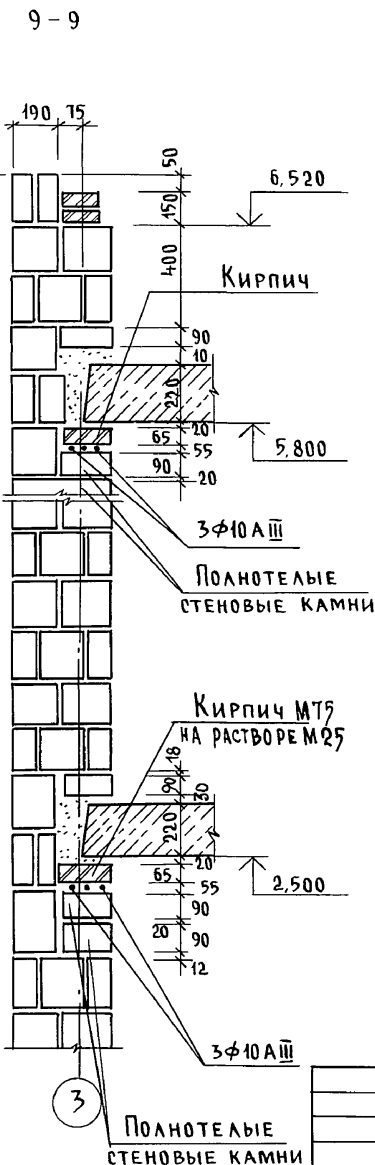 9 - 9
190
75
50
150
6,520
400
Кирпич
90
10
220
20
65
55
5,800
90
20
3Ф10АIII
Полнотелые
стеновые камни
Кирпич М75
на растворе М25
18
90
30
220
20
65
55
2,500
90
20
90
12
3Ф10АIII
3
Полнотелые
стеновые камни